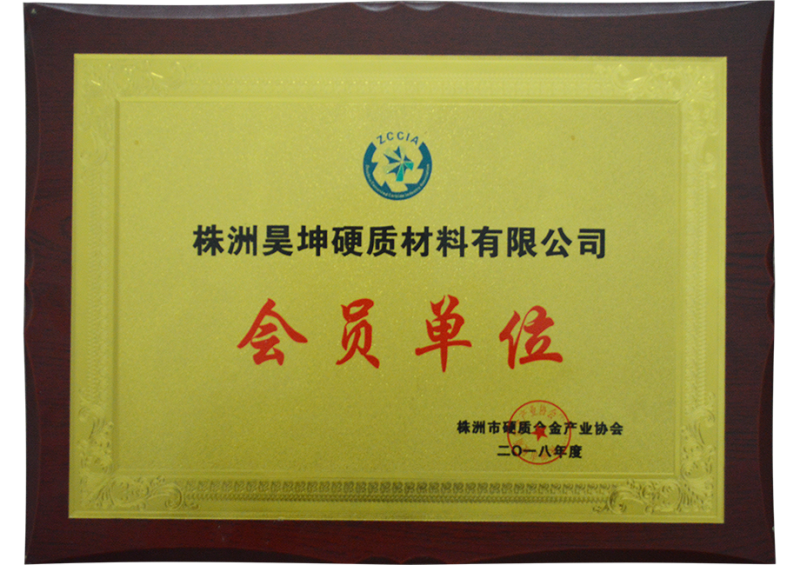 ZCCIA
株洲昊坤硬质材料有限公司
会员单位
株洲市硬质合金产业协会
二〇一八年度